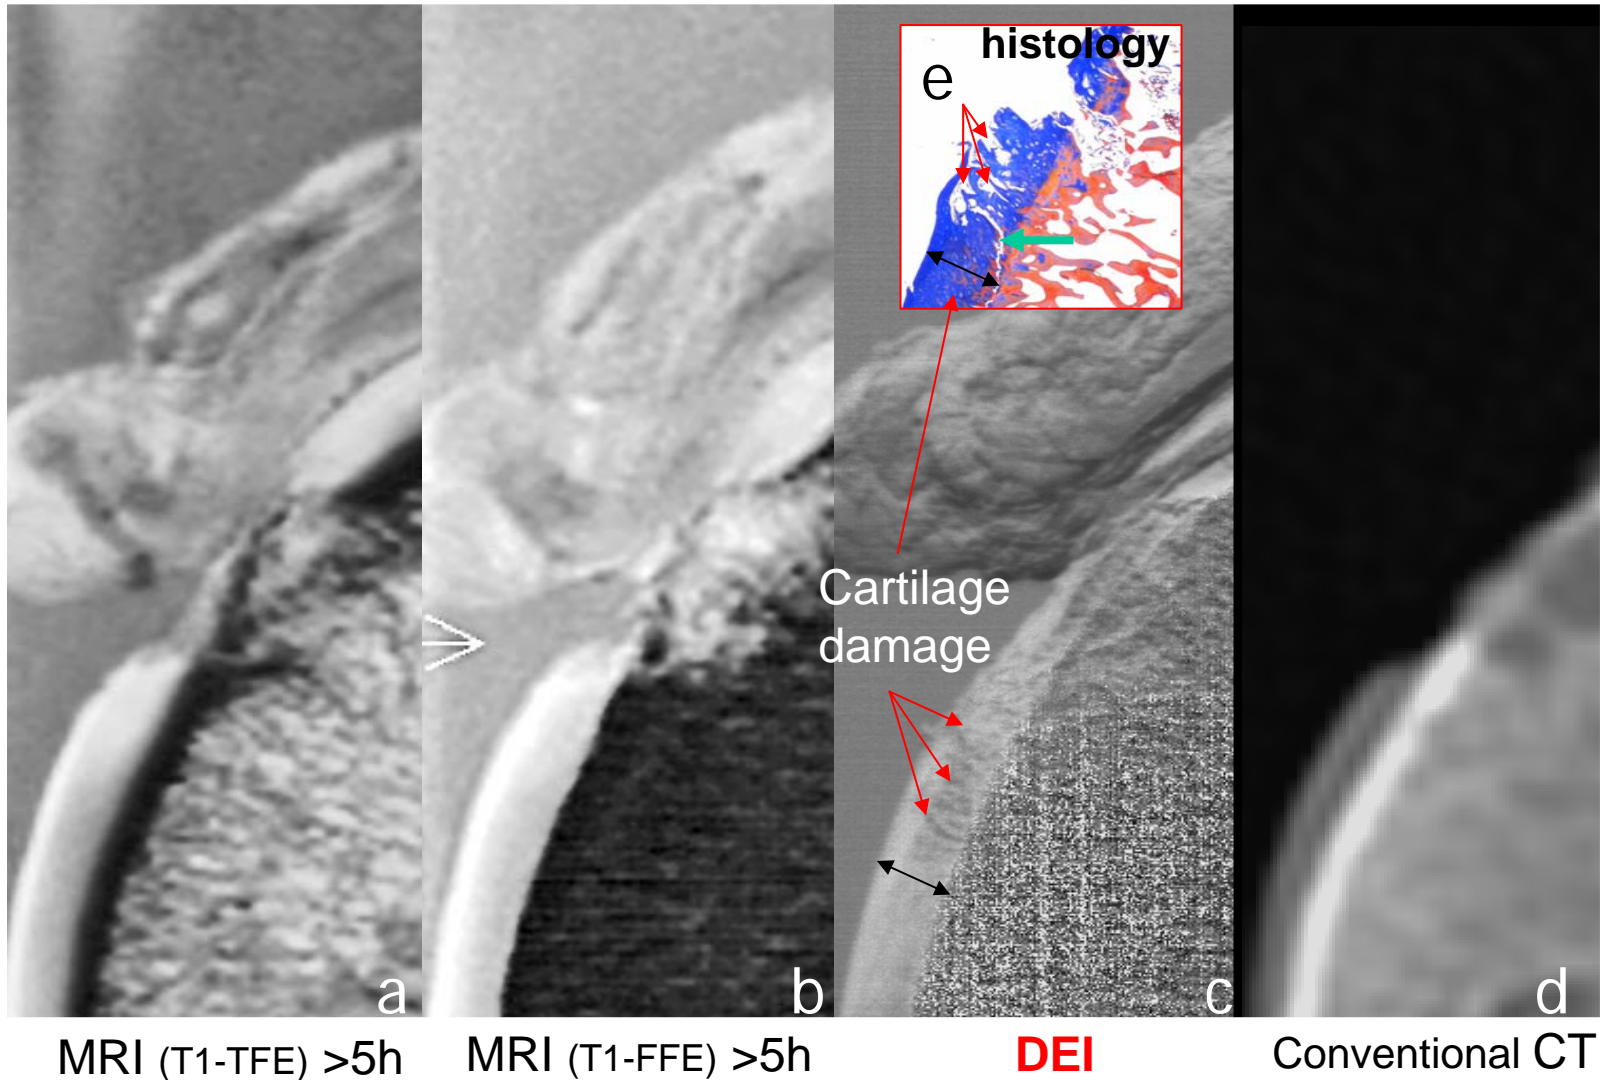 histology
e
Cartilage
damage
a
b
c
d
MRI (T1-TFE) >5h
MRI (T1-FFE) >5h
DEI
Conventional CT